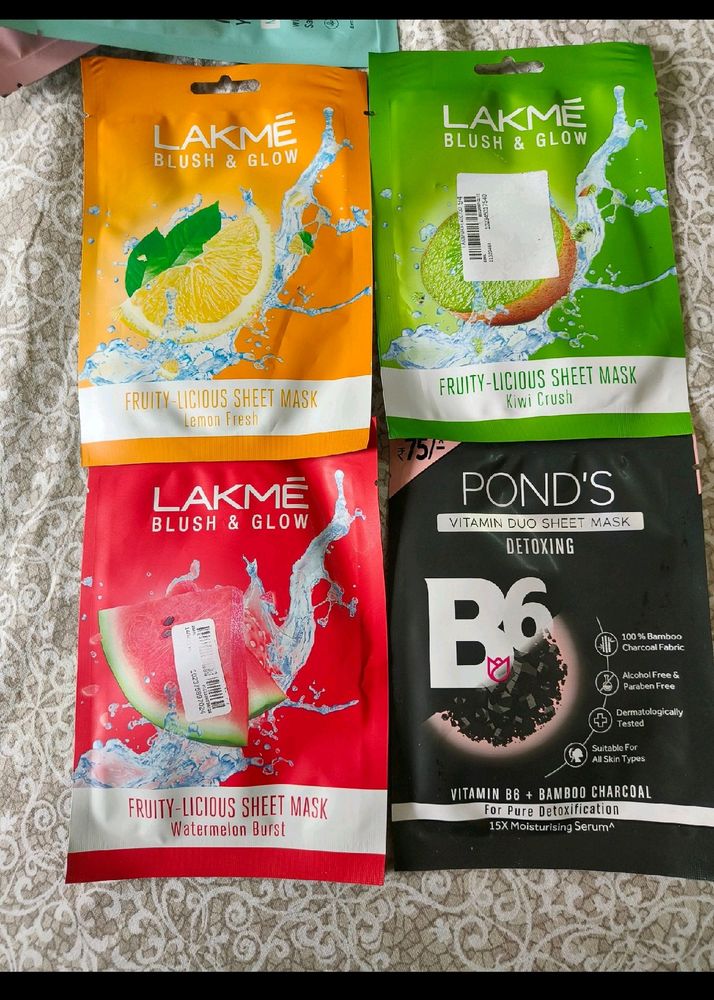 LAKMÉ
BLUSH & GLOW
FRUITY-LICIOUS SHEET MASK
Lemon Fresh
LAKMÉ
BLUSH & GLOW
FRUITY-LICIOUS SHEET MASK
Kiwi Crush
LAKMÉ
BLUSH & GLOW
FRUITY-LICIOUS SHEET MASK
Watermelon Burst
₹75/-^
POND'S
VITAMIN DUO SHEET MASK
DETOXING
B6
100 % Bamboo
Charcoal Fabric
Alcohol Free &
Paraben Free
Dermatologically
Tested
Suitable For
All Skin Types
VITAMIN B6 + BAMBOO CHARCOAL
For Pure Detoxification
15X Moisturising Serum^